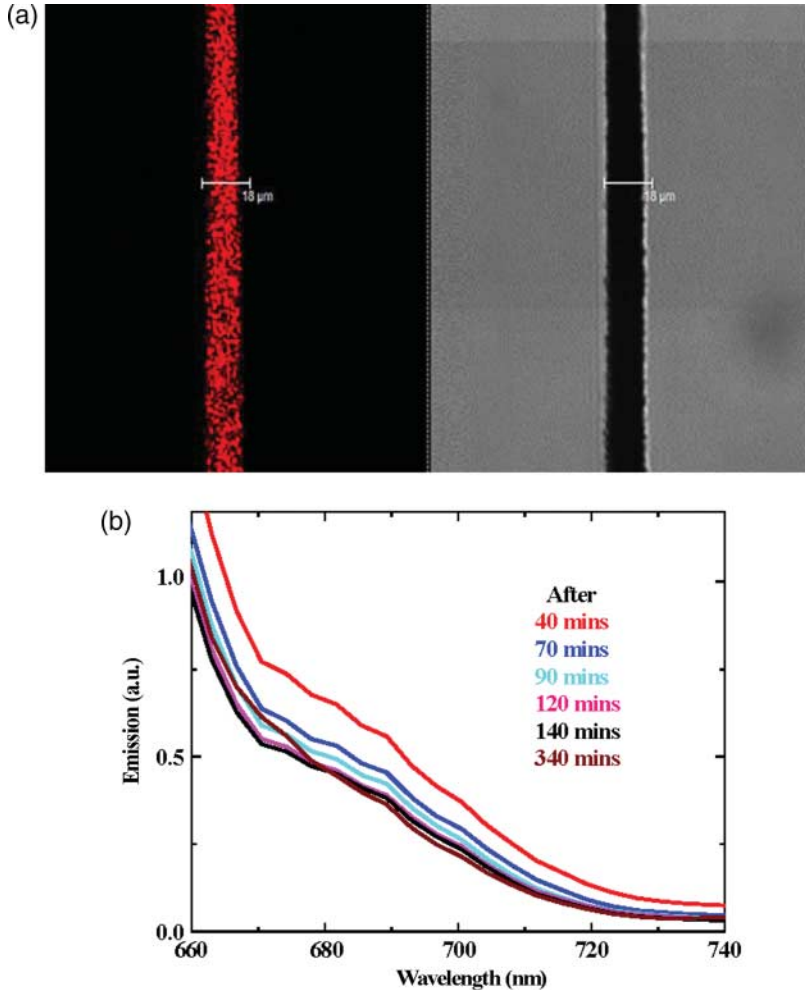 (a)
18 µm
18 µm
(b)
1.0
0.5
0.0
Emission (a.u.)
After
40 mins
70 mins
90 mins
120 mins
140 mins
340 mins
660
680
700
720
740
Wavelength (nm)